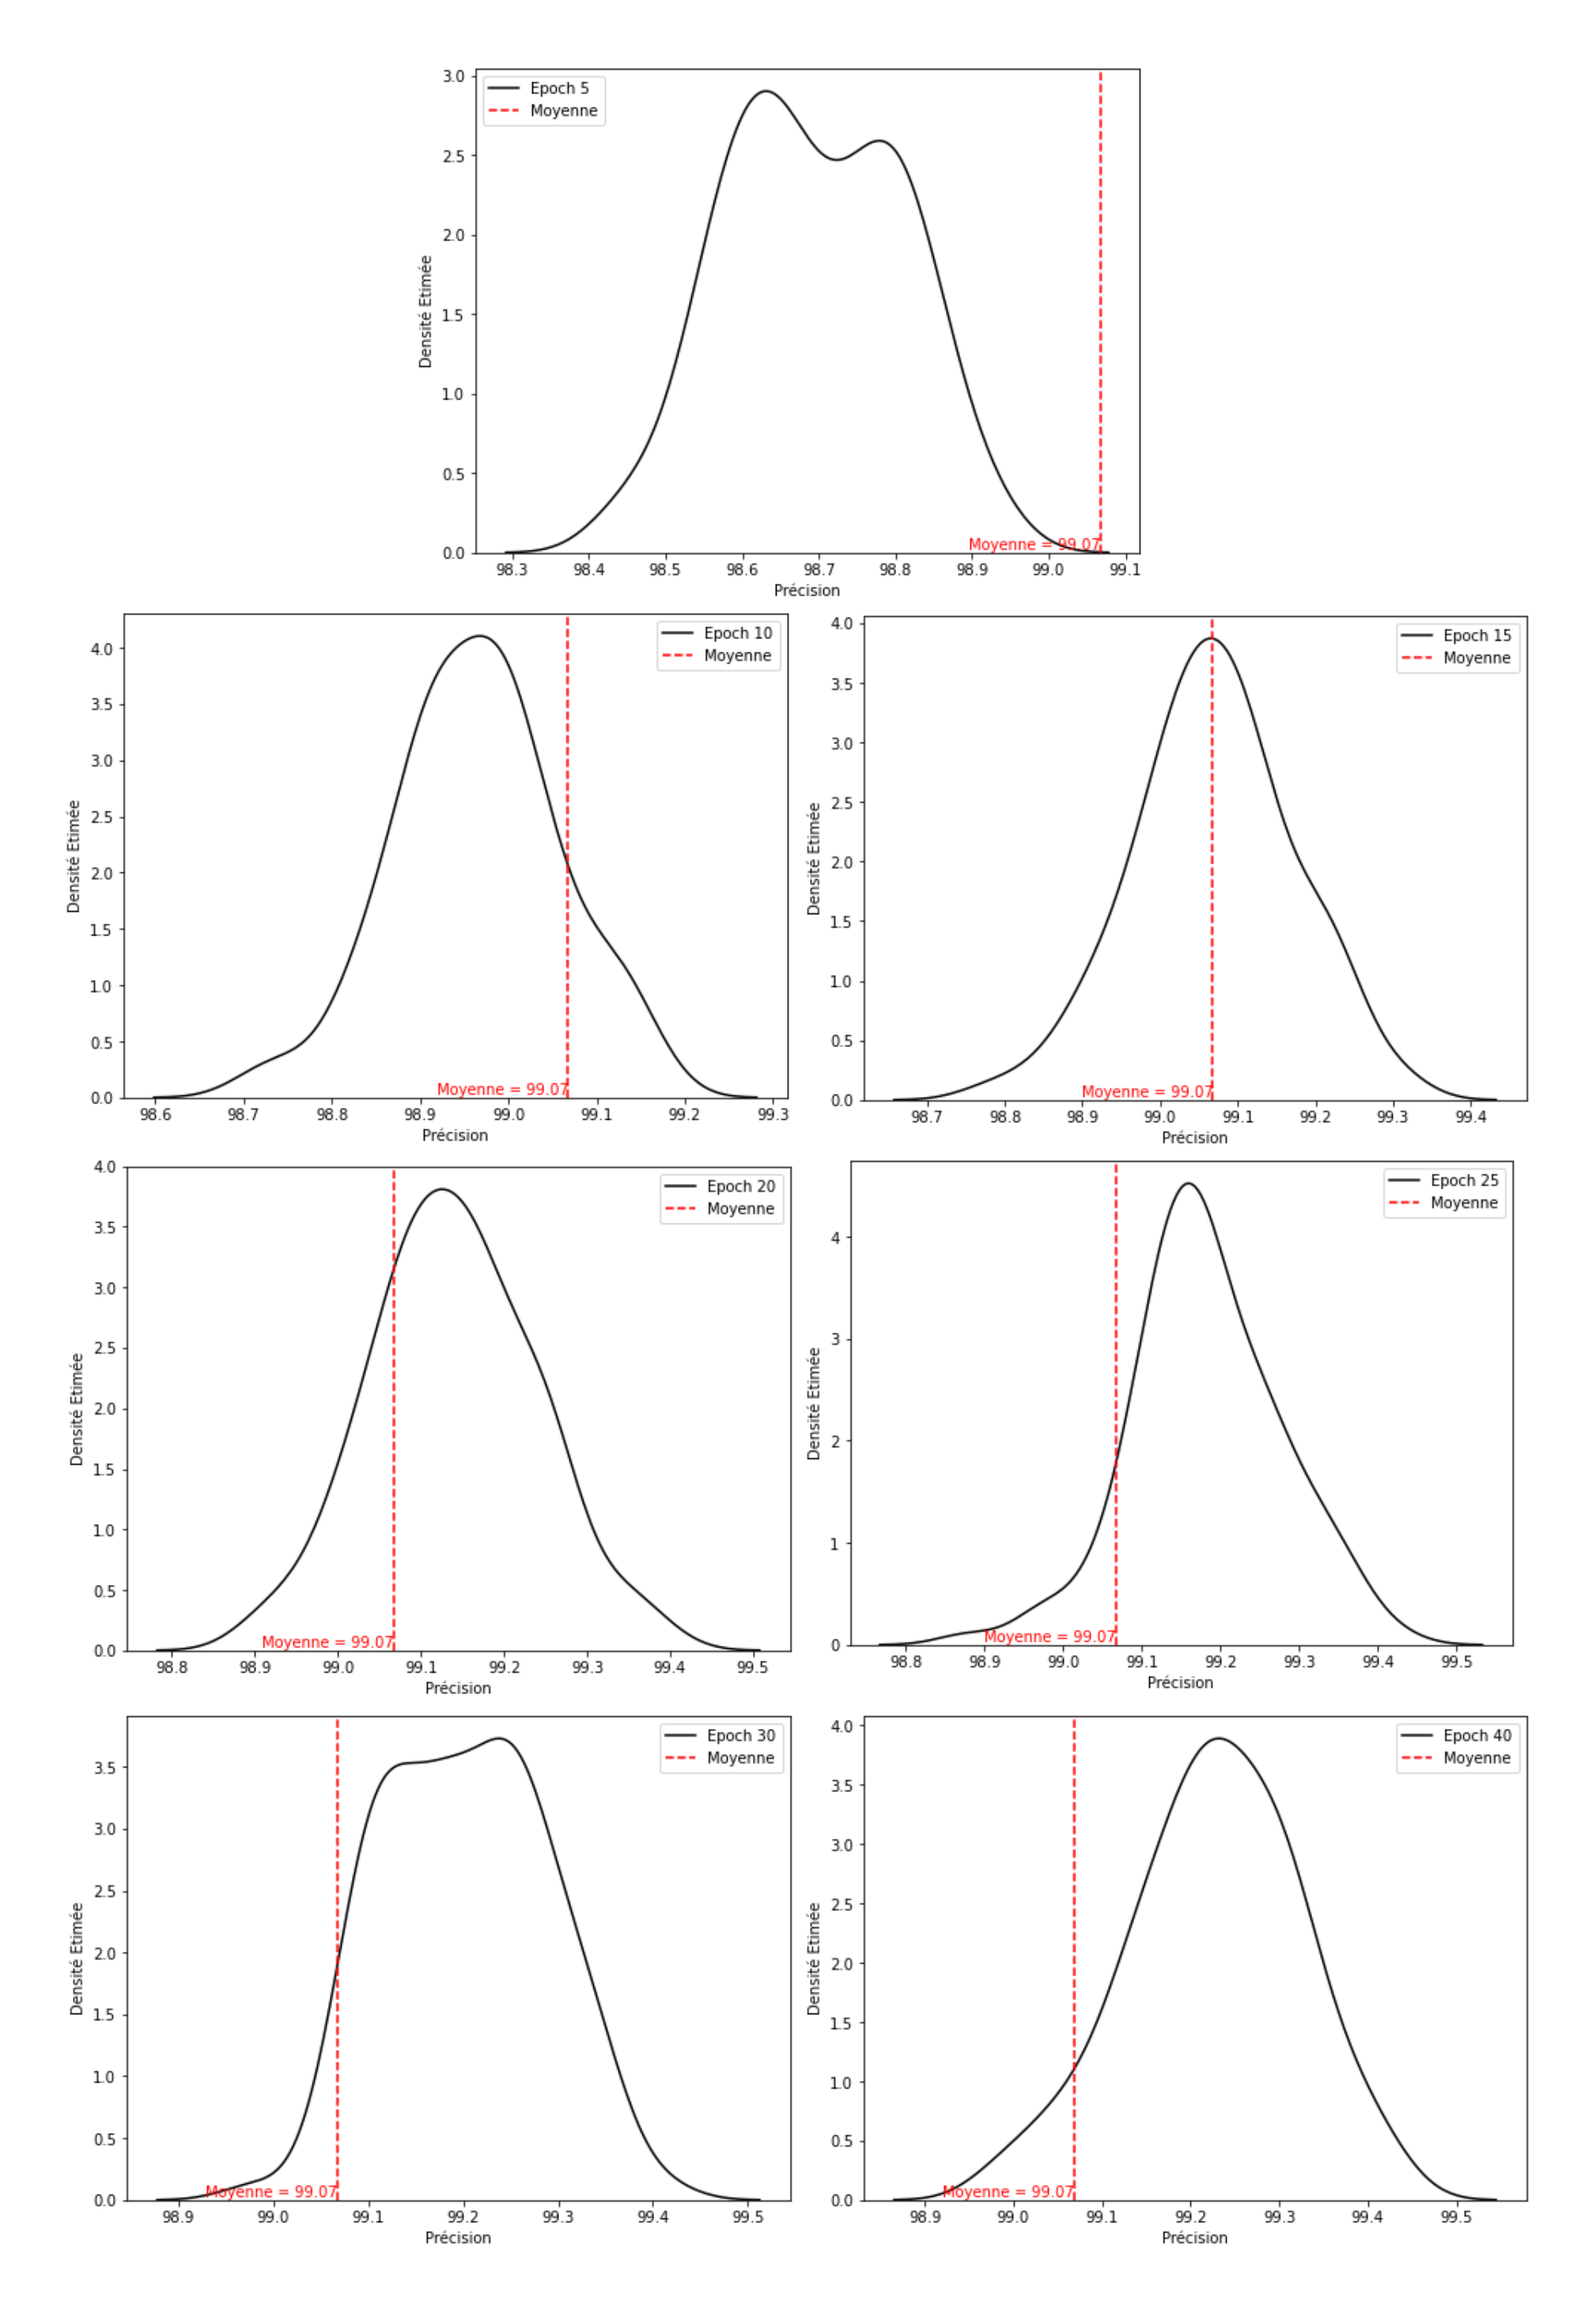 3.0
2.5
2.0
1.5
1.0
0.5
0.0
Densité Etimée
Epoch 5
Moyenne
Moyenne = 99.07
98.3 98.4 98.5 98.6 98.7 98.8 98.9 99.0 99.1
Précision
4.0
3.5
3.0
2.5
2.0
1.5
1.0
0.5
0.0
Densité Etimée
Epoch 10
Moyenne
Moyenne = 99.07
98.6 98.7 98.8 98.9 99.0 99.1 99.2 99.3
Précision
4.0
3.5
3.0
2.5
2.0
1.5
1.0
0.5
0.0
Densité Etimée
Epoch 15
Moyenne
Moyenne = 99.07
98.7 98.8 98.9 99.0 99.1 99.2 99.3 99.4
Précision
4.0
3.5
3.0
2.5
2.0
1.5
1.0
0.5
0.0
Densité Etimée
Epoch 20
Moyenne
Moyenne = 99.07
98.8 98.9 99.0 99.1 99.2 99.3 99.4 99.5
Précision
4
3
2
1
0
Densité Etimée
Epoch 25
Moyenne
Moyenne = 99.07
98.8 98.9 99.0 99.1 99.2 99.3 99.4 99.5
Précision
3.5
3.0
2.5
2.0
1.5
1.0
0.5
0.0
Densité Etimée
Epoch 30
Moyenne
Moyenne = 99.07
98.9 99.0 99.1 99.2 99.3 99.4 99.5
Précision
4.0
3.5
3.0
2.5
2.0
1.5
1.0
0.5
0.0
Densité Etimée
Epoch 40
Moyenne
Moyenne = 99.07
98.9 99.0 99.1 99.2 99.3 99.4 99.5
Précision